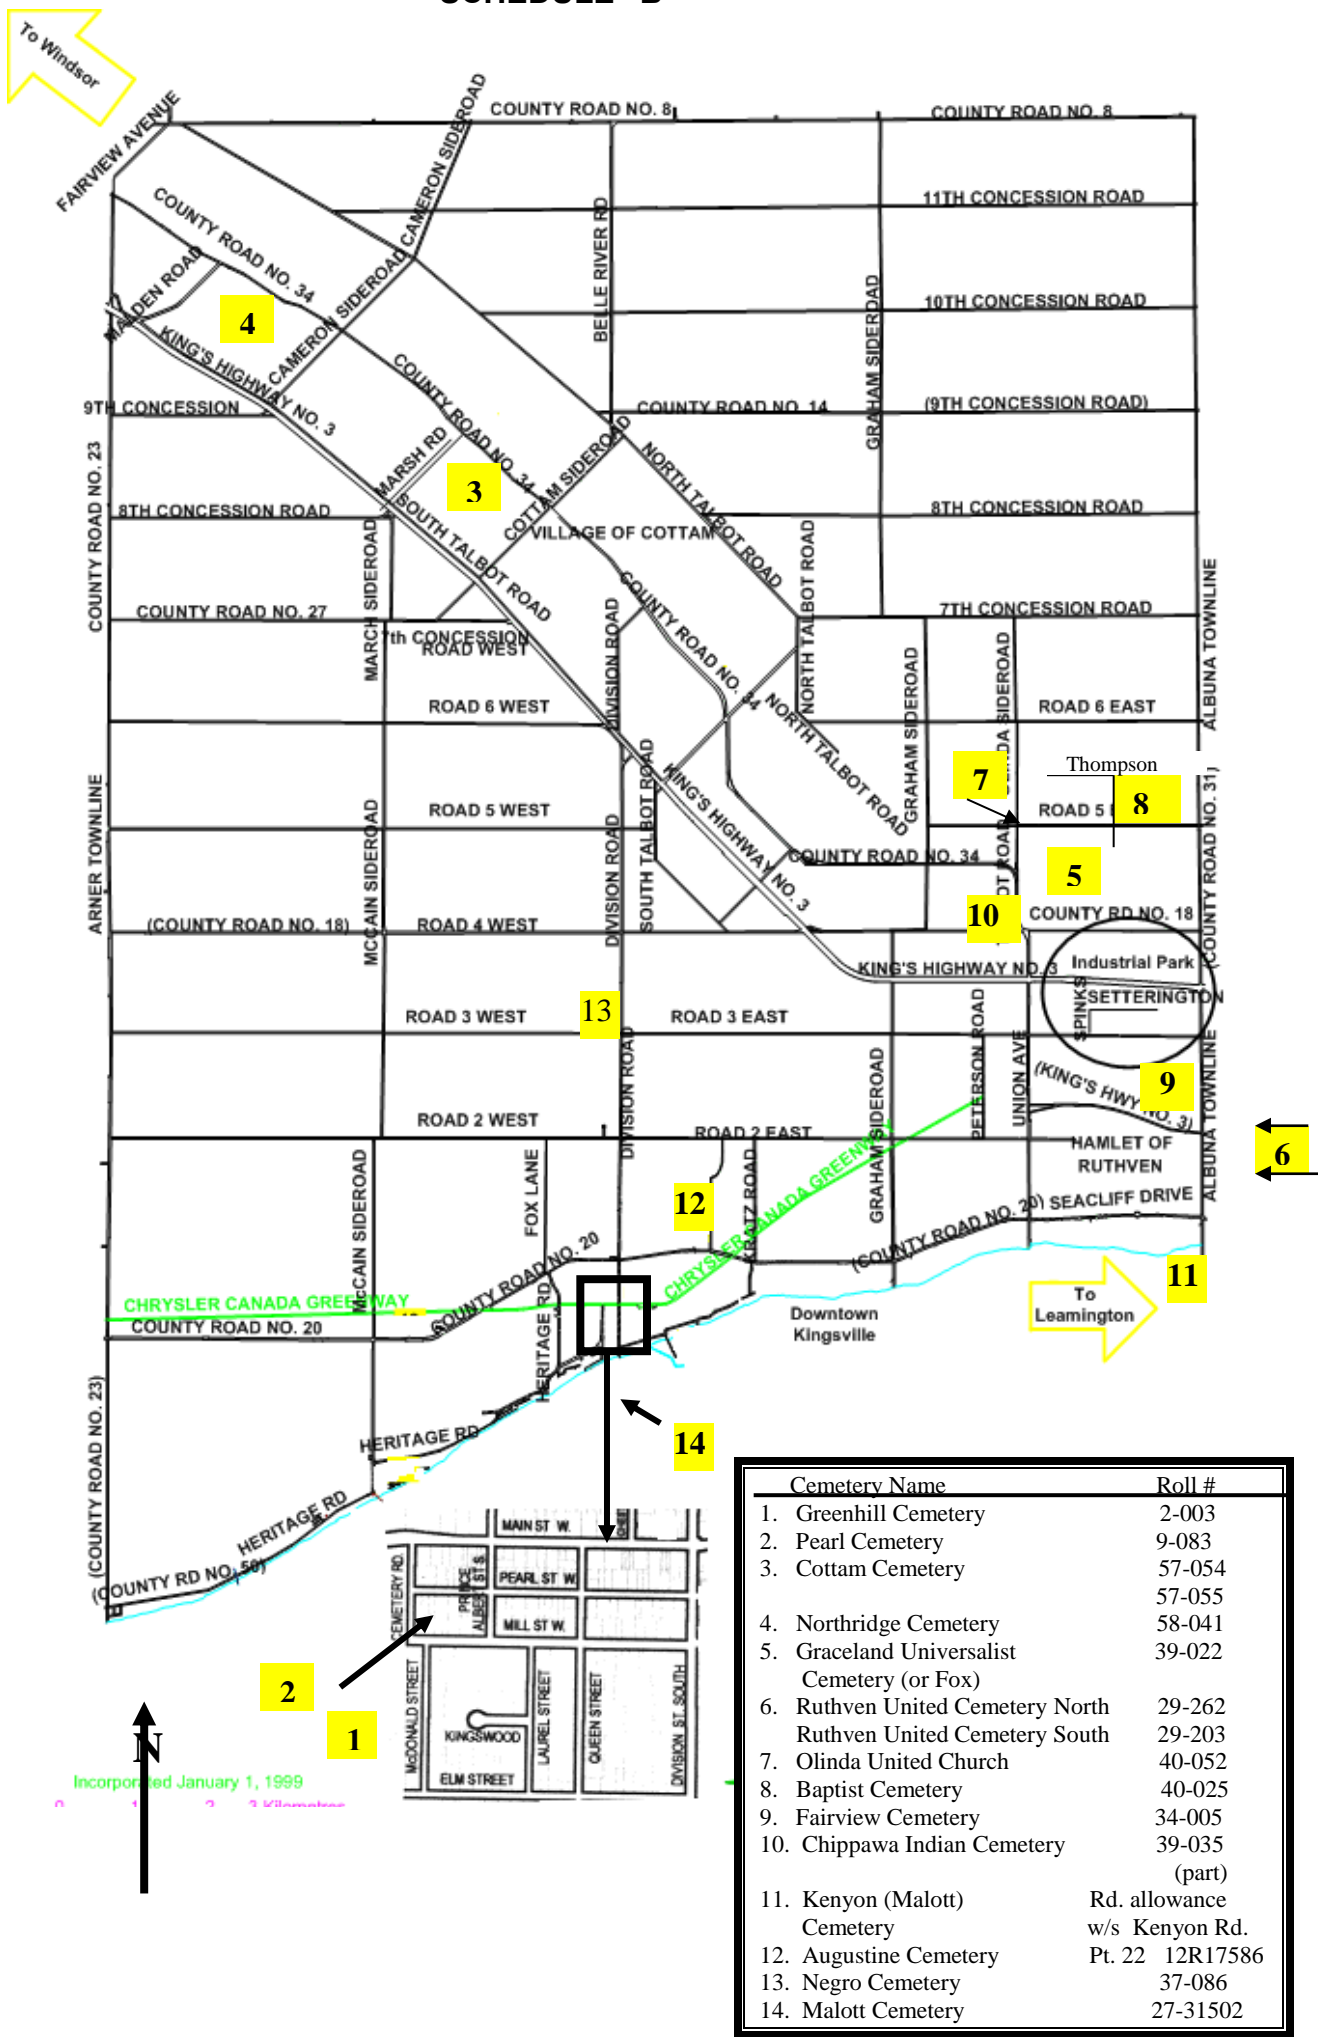 To Windsor
COUNTY ROAD NO. 8
COUNTY ROAD NO. 8
FAIRVIEW AVENUE
CAMERON SIDEROAD
CAMERON SIDEROAD
11TH CONCESSION ROAD
COUNTY ROAD NO. 34
BELLE RIVER RD
MALDEN ROAD
10TH CONCESSION ROAD
GRAHAM SIDEROAD
4
KING'S HIGHWAY NO. 3
COUNTY ROAD NO. 34
9TH CONCESSION
COUNTY ROAD NO. 14
(9TH CONCESSION ROAD)
COUNTY ROAD NO. 23
MARSH RD
3
COTTAM SIDEROAD
NORTH TALBOT ROAD
8TH CONCESSION ROAD
SOUTH TALBOT ROAD
8TH CONCESSION ROAD
VILLAGE OF COTTAM
MARCH SIDEROAD
NORTH TALBOT ROAD
ALBUNA TOWNLINE
COUNTY ROAD NO. 27
7th CONCESSION
ROAD WEST
DIVISION ROAD
COUNTY ROAD NO. 34
7TH CONCESSION ROAD
GRAHAM SIDEROAD
ROAD 6 WEST
NORTH TALBOT ROAD
SIDEROAD
ROAD 6 EAST
Thompson
7
8
ARNER TOWNLINE
MCCAIN SIDEROAD
ROAD 5 WEST
DIVISION ROAD
SOUTH TALBOT ROAD
KING'S HIGHWAY NO. 3
ROAD 5
(COUNTY ROAD NO. 31)
COUNTY ROAD NO. 34
5
(COUNTY ROAD NO. 18)
ROAD 4 WEST
10
COUNTY RD NO. 18
KING'S HIGHWAY NO. 3
Industrial Park
SETTERINGTON
SPINKS
ROAD 3 WEST
13
ROAD 3 EAST
PETERSON ROAD
UNION AVE
DIVISION ROAD
GRAHAM SIDEROAD
(KING'S HWY NO. 3)
9
ALBUNA TOWNLINE
ROAD 2 WEST
ROAD 2 EAST
HAMLET OF
RUTHVEN
6
McCAIN SIDEROAD
FOX LANE
12
CHRYSLER CANADA GREENWAY
(COUNTY ROAD NO. 20)
SEACLIFF DRIVE
COUNTY ROAD NO. 20
11
CHRYSLER CANADA GREENWAY
COUNTY ROAD NO. 20
HERITAGE RD
Downtown
Kingsville
To
Leamington
(COUNTY ROAD NO. 23)
HERITAGE RD
14
HERITAGE RD
(COUNTY RD NO. 50)
MAIN ST W.
CEMETERY RD.
PRINCE
ALBERT ST S.
PEARL ST W.
MILL ST W.
2
1
McDONALD STREET
KINGSWOOD
LAUREL STREET
QUEEN STREET
DIVISION ST. SOUTH
ELM STREET
N
Incorporated January 1, 1999
0 1 2 3 Kilometres
Cemetery Name Roll #
1. Greenhill Cemetery 2-003
2. Pearl Cemetery 9-083
3. Cottam Cemetery 57-054
57-055
4. Northridge Cemetery 58-041
5. Graceland Universalist 39-022
Cemetery (or Fox)
6. Ruthven United Cemetery North 29-262
Ruthven United Cemetery South 29-203
7. Olinda United Church 40-052
8. Baptist Cemetery 40-025
9. Fairview Cemetery 34-005
10. Chippawa Indian Cemetery 39-035
(part)
11. Kenyon (Malott) Rd. allowance
Cemetery w/s Kenyon Rd.
12. Augustine Cemetery Pt. 22 12R17586
13. Negro Cemetery 37-086
14. Malott Cemetery 27-31502